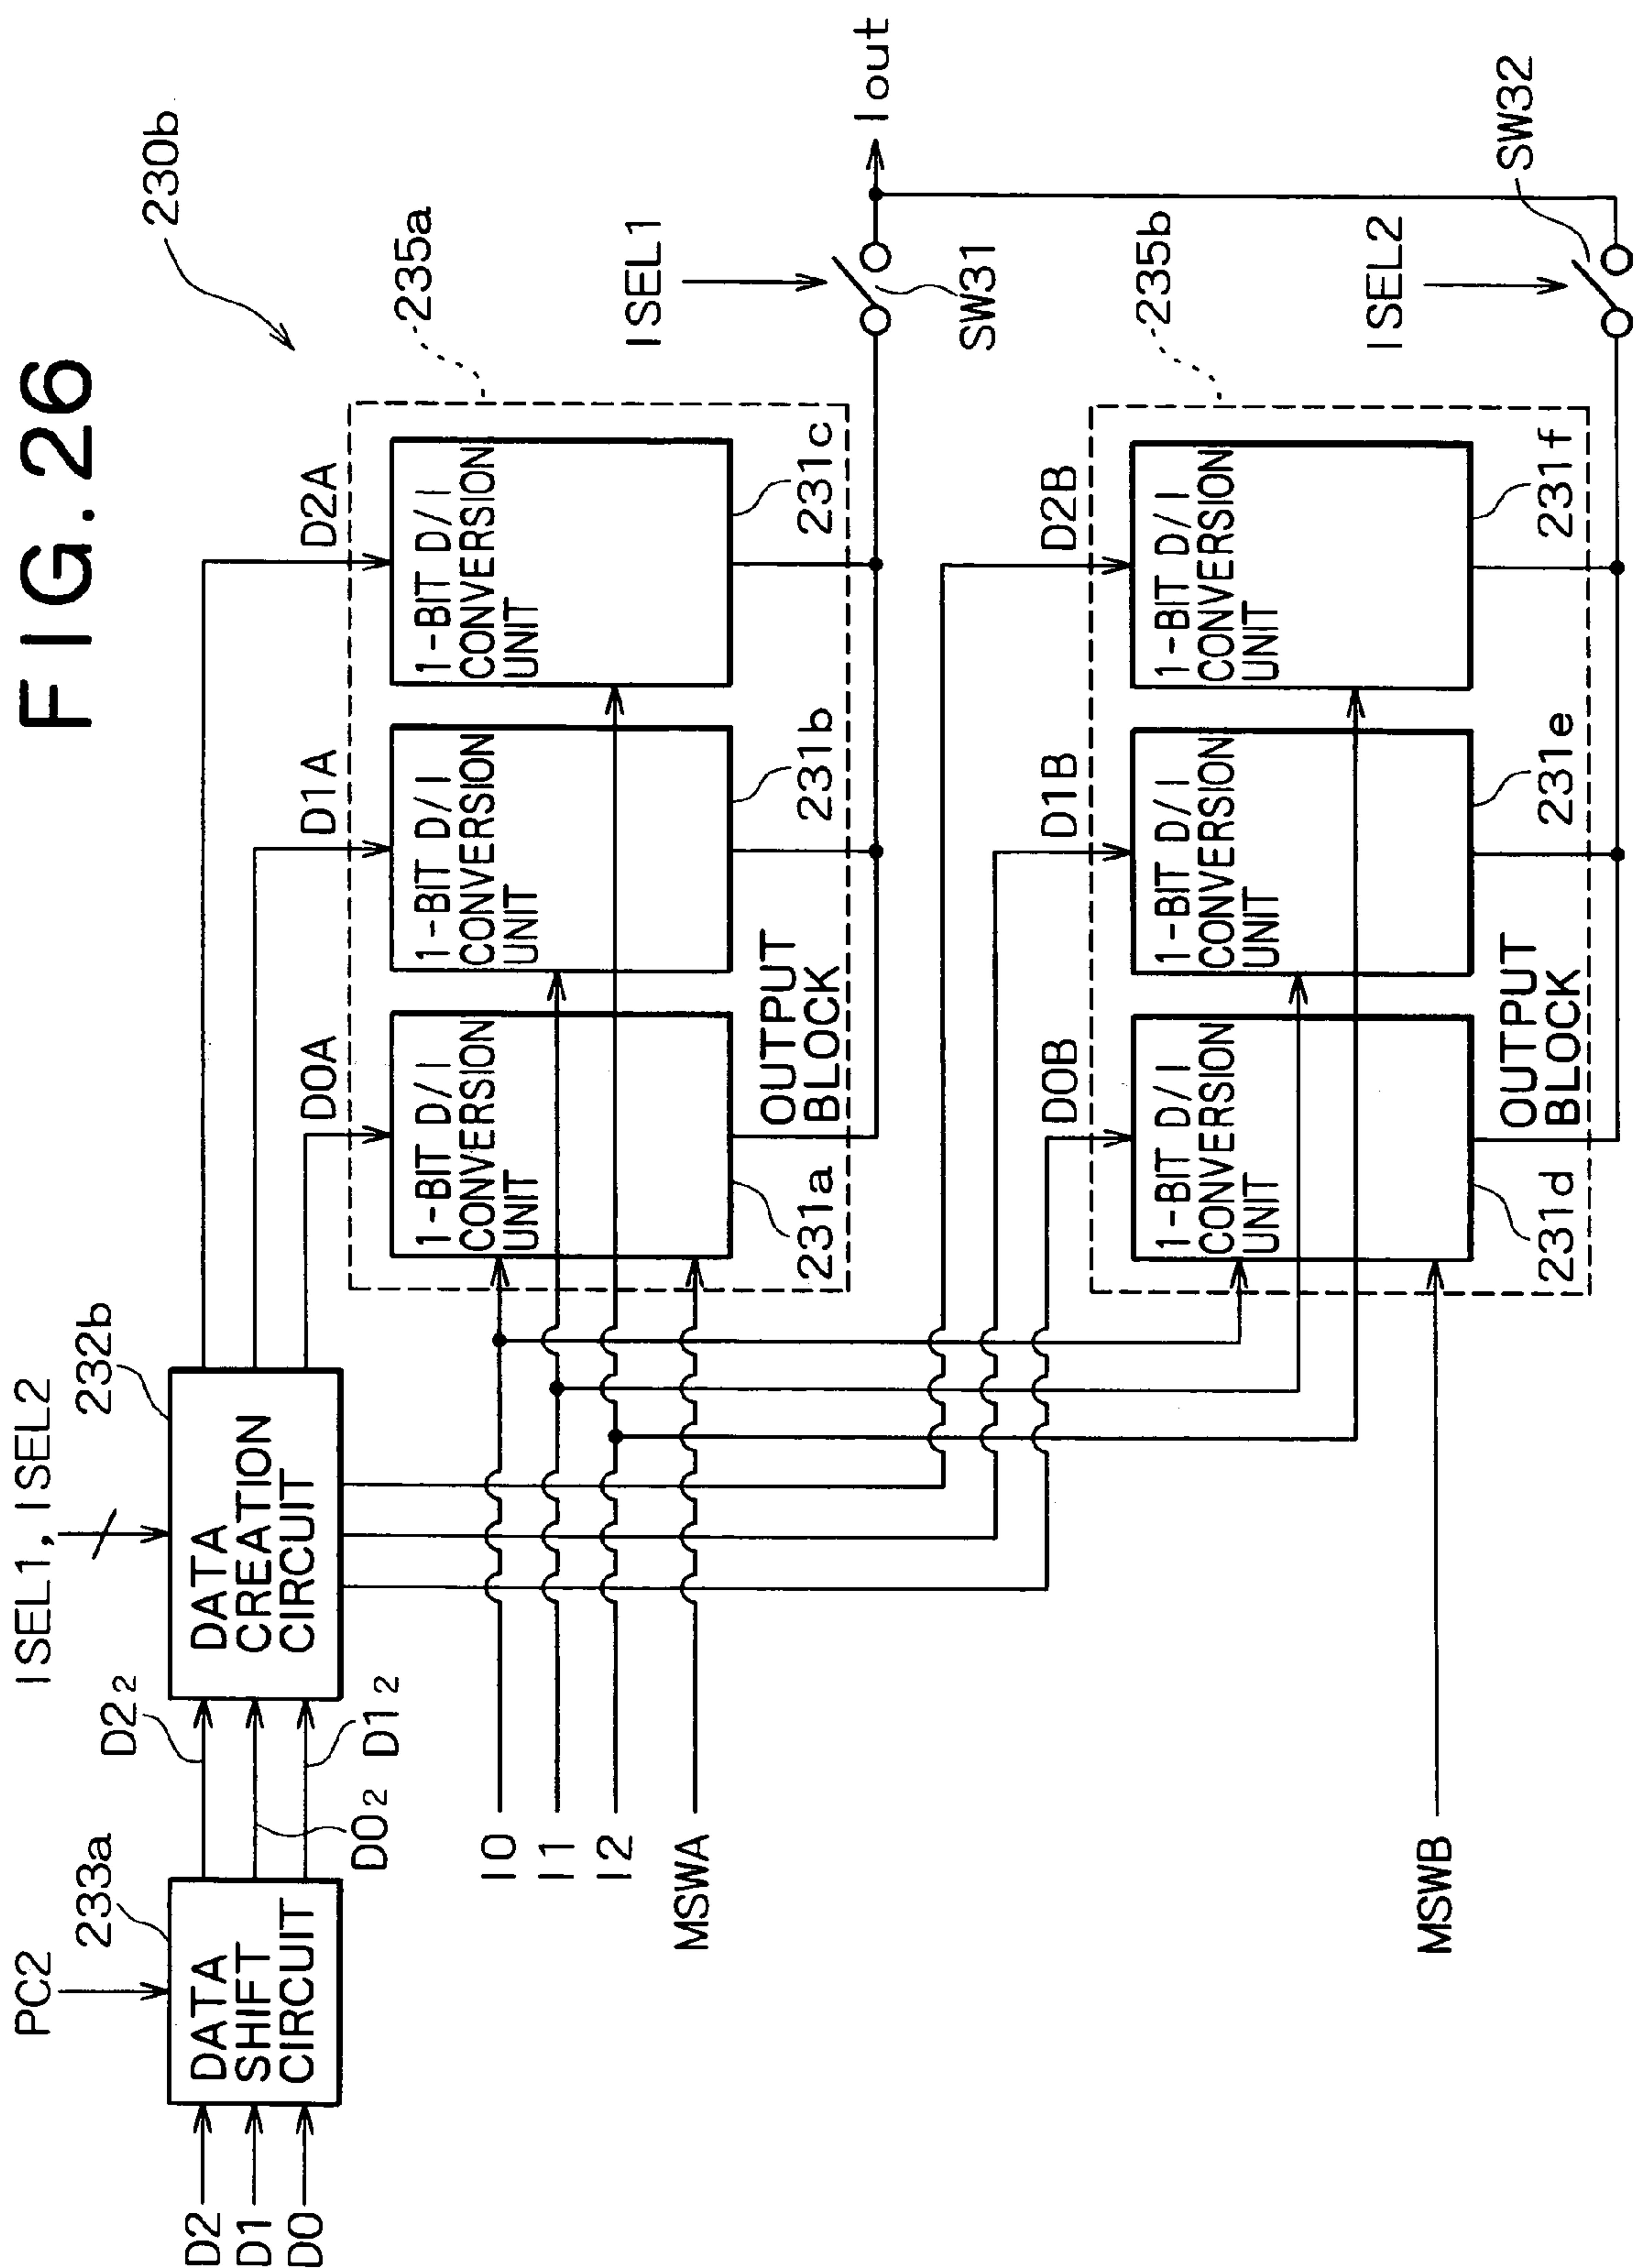 FIG. 26
230b
ISEL1, ISEL2
PC2
233a
232b
D2₂
D2
D1
D0
DATA
SHIFT
CIRCUIT
DATA
CREATION
CIRCUIT
D0₂
D1₂
D0A
D1A
D2A
235a
I0
I1
I2
MSWA
1-BIT D/I
CONVERSION
UNIT
1-BIT D/I
CONVERSION
UNIT
1-BIT D/I
CONVERSION
UNIT
231a
231b
231c
OUTPUT
BLOCK
ISEL1
SW31
Iout
D0B
D1B
D2B
235b
1-BIT D/I
CONVERSION
UNIT
1-BIT D/I
CONVERSION
UNIT
1-BIT D/I
CONVERSION
UNIT
MSWB
231d
231e
231f
OUTPUT
BLOCK
ISEL2
SW32